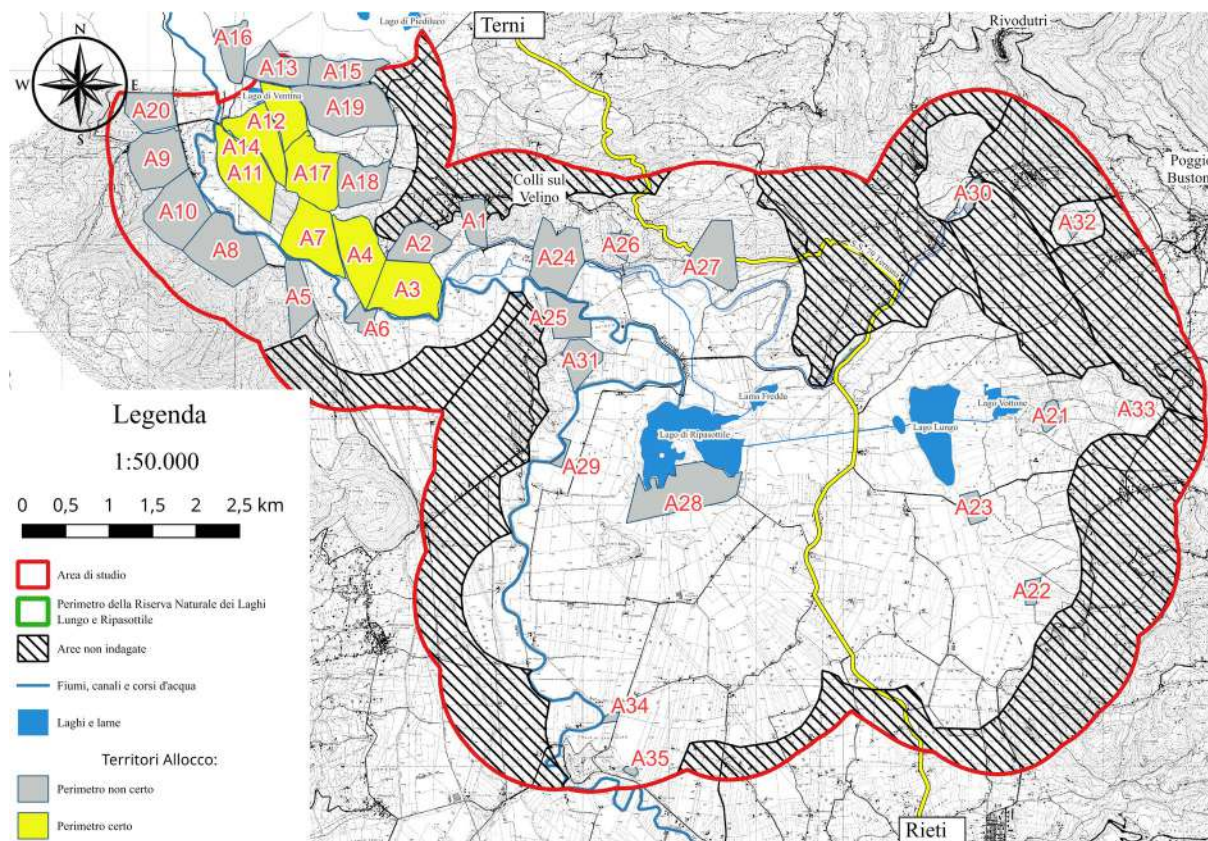 Lago di Piediluco
Terni
Rivodutri
A16
N
A13
A15
W
E
S
Lago di Ventina
A20
A12
A19
A9
A14
A11
A17
A18
Poggio
Bustone
Colli sul
Velino
A10
A1
A30
A32
A8
A7
A4
A2
A24
A26
A27
A5
A3
A6
A25
A31
Lama Fredda
Lago Vottone
A21
A33
Lago di Ripasottile
Lago Lungo
A29
A28
A23
A22
A34
A35
Rieti
Legenda
1:50.000
0 0,5 1 1,5 2 2,5 km
Area di studio
Perimetro della Riserva Naturale dei Laghi
Lungo e Ripasottile
Aree non indagate
Fiumi, canali e corsi d'acqua
Laghi e lame
Territori Allocco:
Perimetro non certo
Perimetro certo